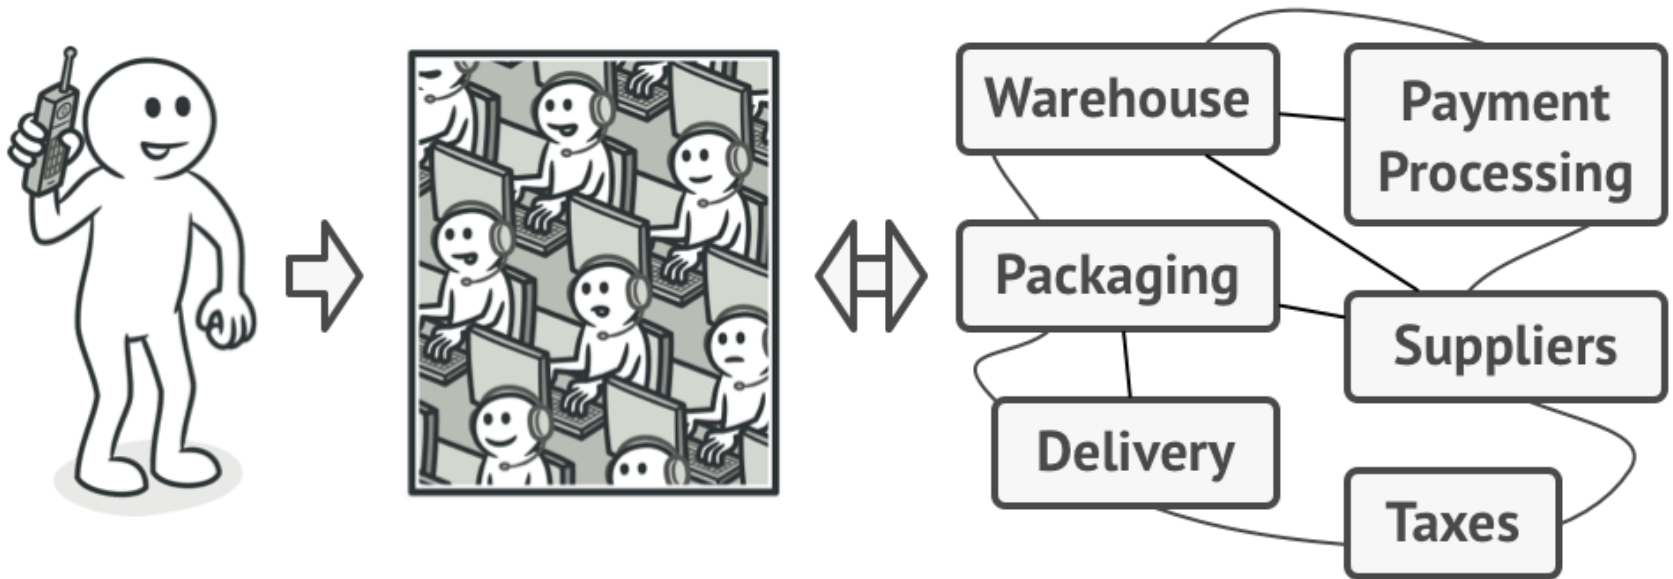 Warehouse
Payment
Processing
Packaging
Suppliers
Delivery
Taxes